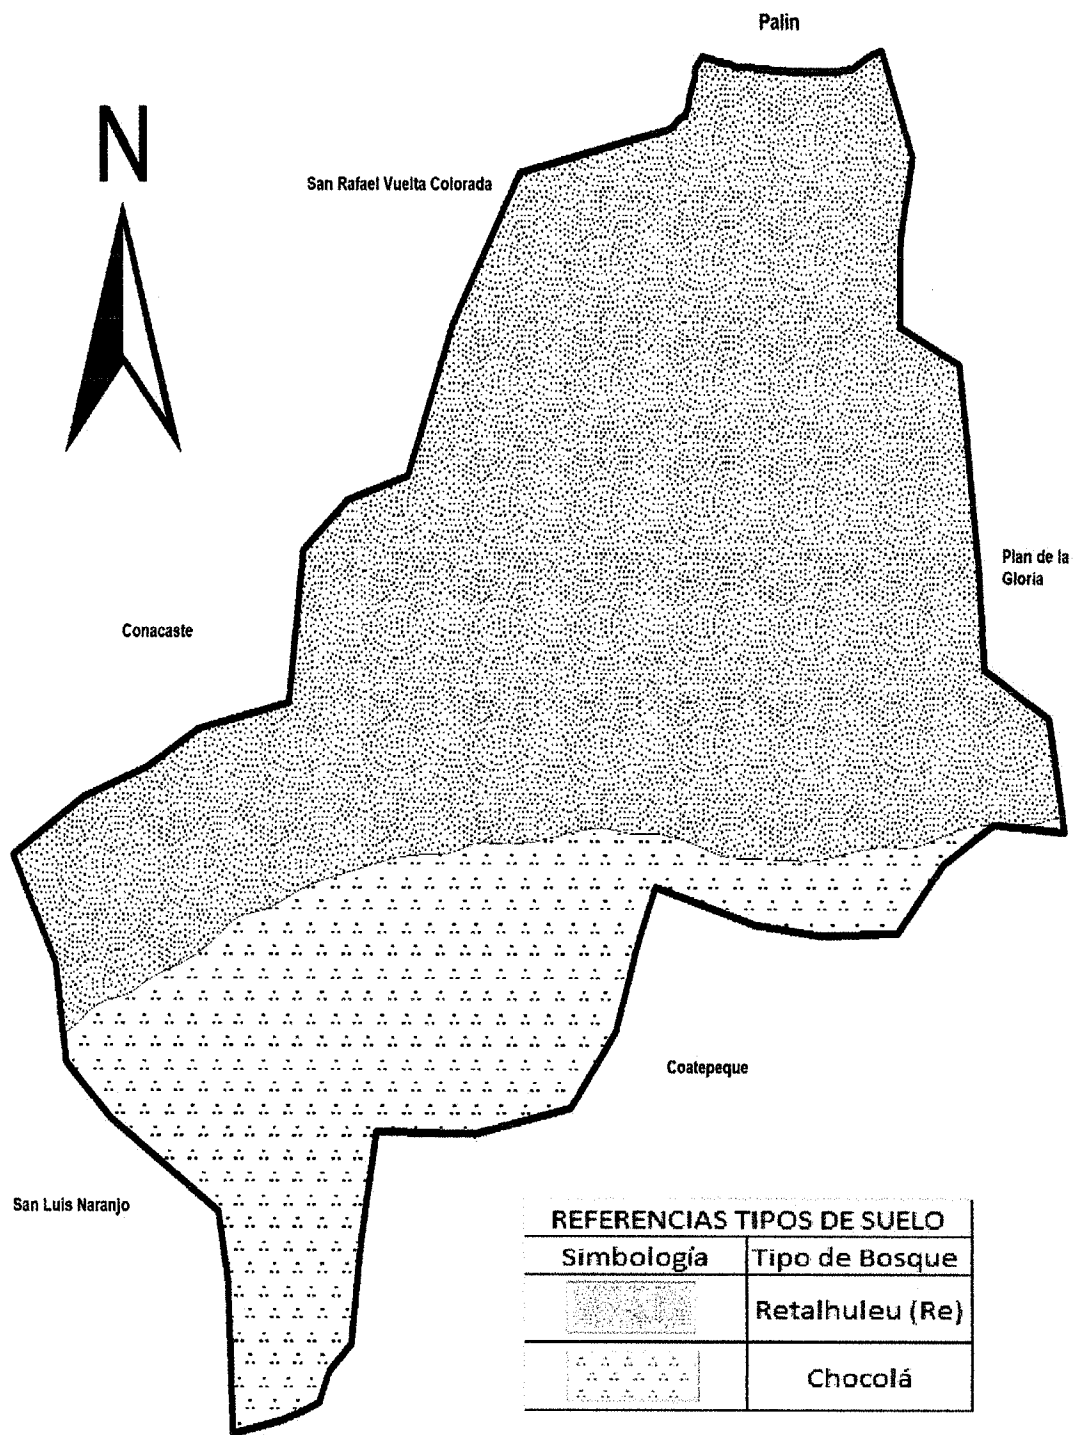 Palin
N
San Rafael Vuelta Colorada
Plan de la
Gloria
Conacaste
Coatepeque
San Luis Naranjo
REFERENCIAS TIPOS DE SUELO
Simbología Tipo de Bosque
Retalhuleu (Re)
Chocolá